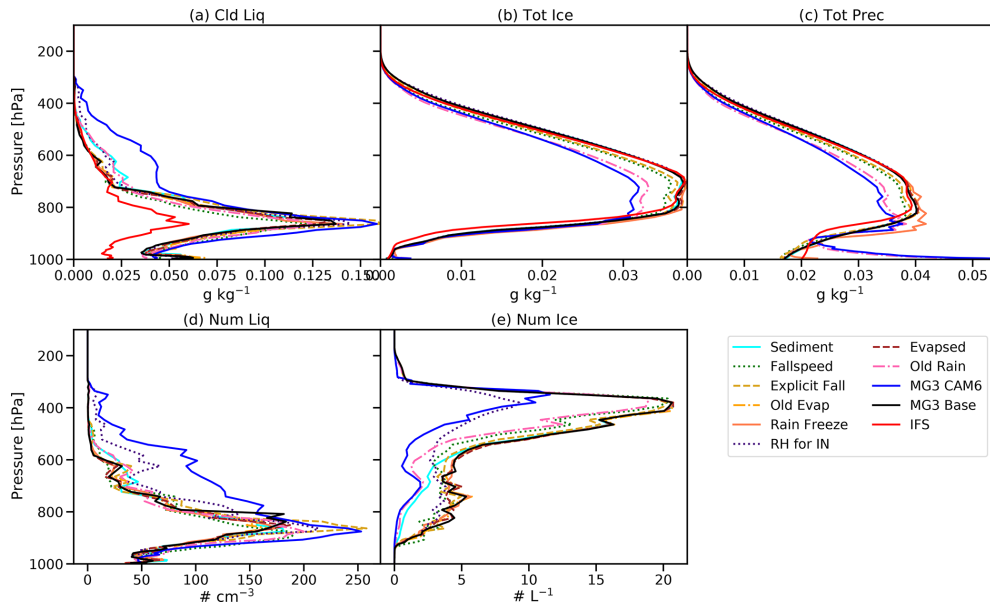 (a) Cld Liq
(b) Tot Ice
(c) Tot Prec
Pressure [hPa]
200
400
600
800
1000
0.000 0.025 0.050 0.075 0.100 0.125 0.150
0.01 0.02 0.03
0.01 0.02 0.03 0.04 0.05
g kg−1
g kg−1
g kg−1
(d) Num Liq
(e) Num Ice
Pressure [hPa]
200
400
600
800
1000
0 50 100 150 200 250
0 5 10 15 20
# cm−3
# L−1
Sediment
Fallspeed
Explicit Fall
Old Evap
Rain Freeze
RH for IN
Evapsed
Old Rain
MG3 CAM6
MG3 Base
IFS